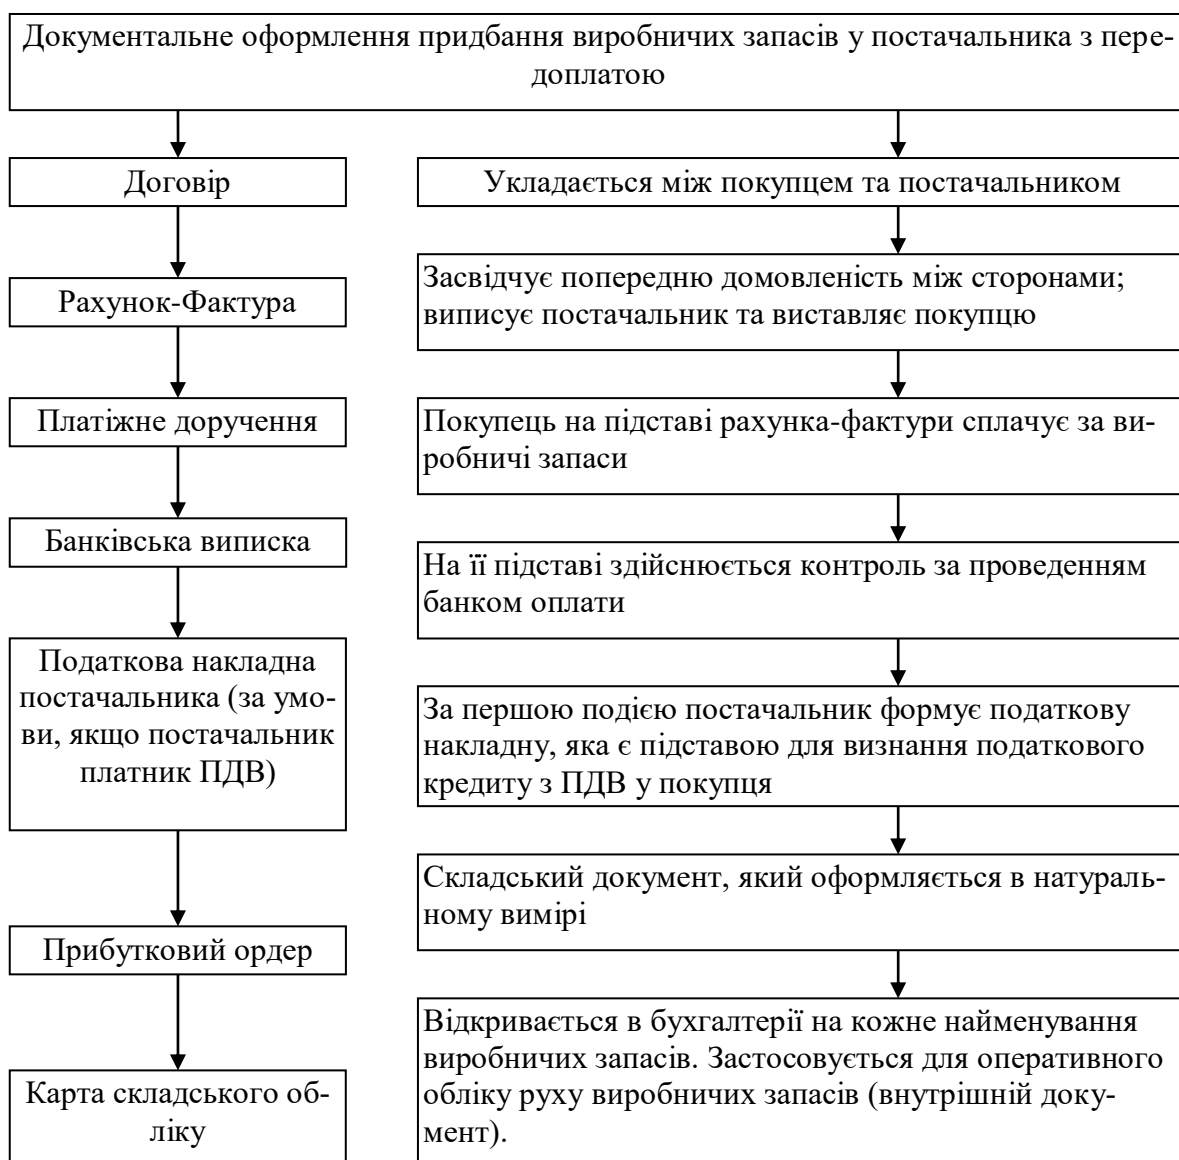 Документальне оформлення придбання виробничих запасів у постачальника з пере-
доплатою
Договір
Укладається між покупцем та постачальником
Рахунок-Фактура
Засвідчує попередню домовленість між сторонами;
виписує постачальник та виставляє покупцю
Платіжне доручення
Покупець на підставі рахунка-фактури сплачує за ви-
робничі запаси
Банківська виписка
На її підставі здійснюється контроль за проведенням
банком оплати
Податкова накладна
постачальника (за умо-
ви, якщо постачальник
платник ПДВ)
За першою подією постачальник формує податкову
накладну, яка є підставою для визнання податкового
кредиту з ПДВ у покупця
Прибутковий ордер
Складський документ, який оформляється в натураль-
ному вимірі
Карта складського об-
ліку
Відкривається в бухгалтерії на кожне найменування
виробничих запасів. Застосовується для оперативного
обліку руху виробничих запасів (внутрішній доку-
мент).